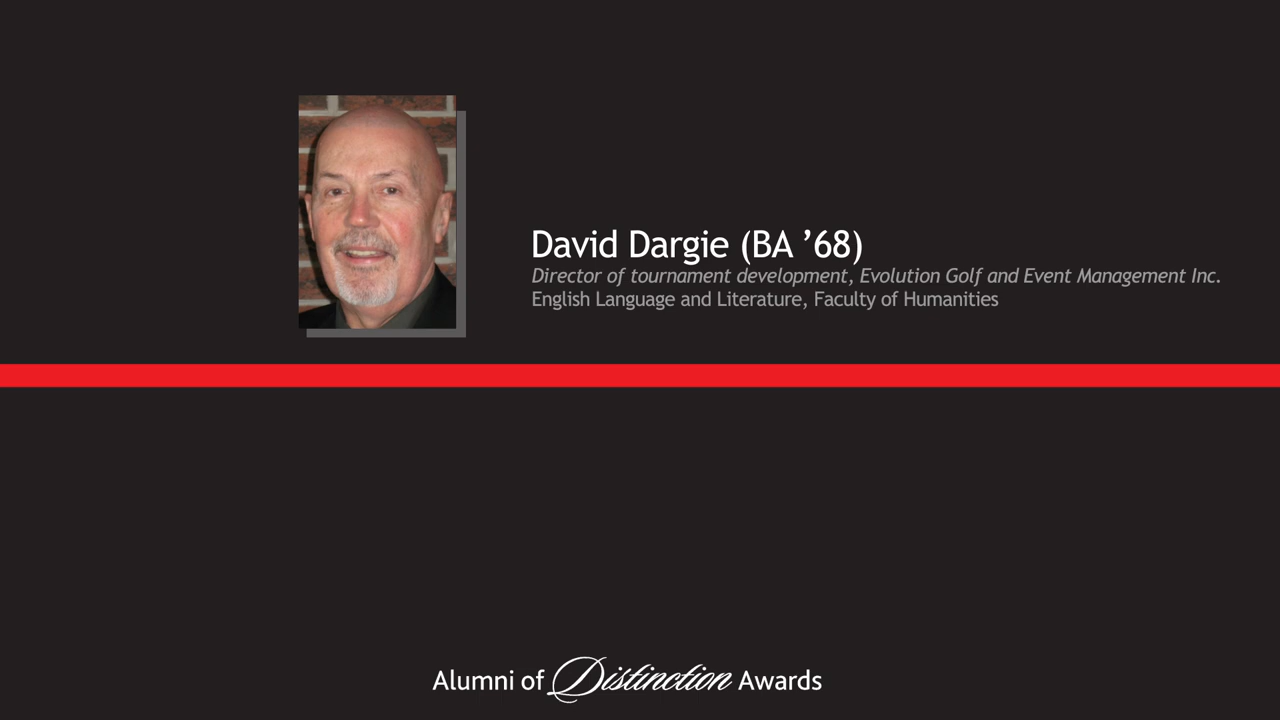 David Dargie (BA ’68)
Director of tournament development, Evolution Golf and Event Management Inc.
English Language and Literature, Faculty of Humanities
Alumni of Distinction Awards